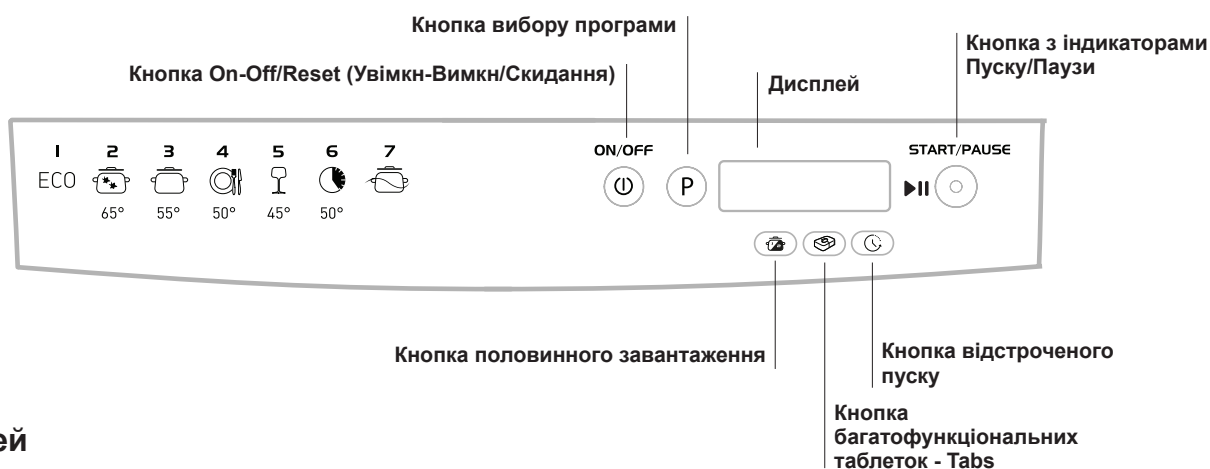 Кнопка вибору програми
Кнопка з індикаторами
Пуску/Паузи
Кнопка On-Off/Reset (Увімкн-Вимкн/Скидання)
Дисплей
1 2 3 4 5 6 7
ECO
65° 55° 50° 45° 50°
ON/OFF
P
START/PAUSE
Кнопка половинного завантаження
Кнопка відстроченого
пуску
Кнопка
багатофункціональних
таблеток - Tabs
ей